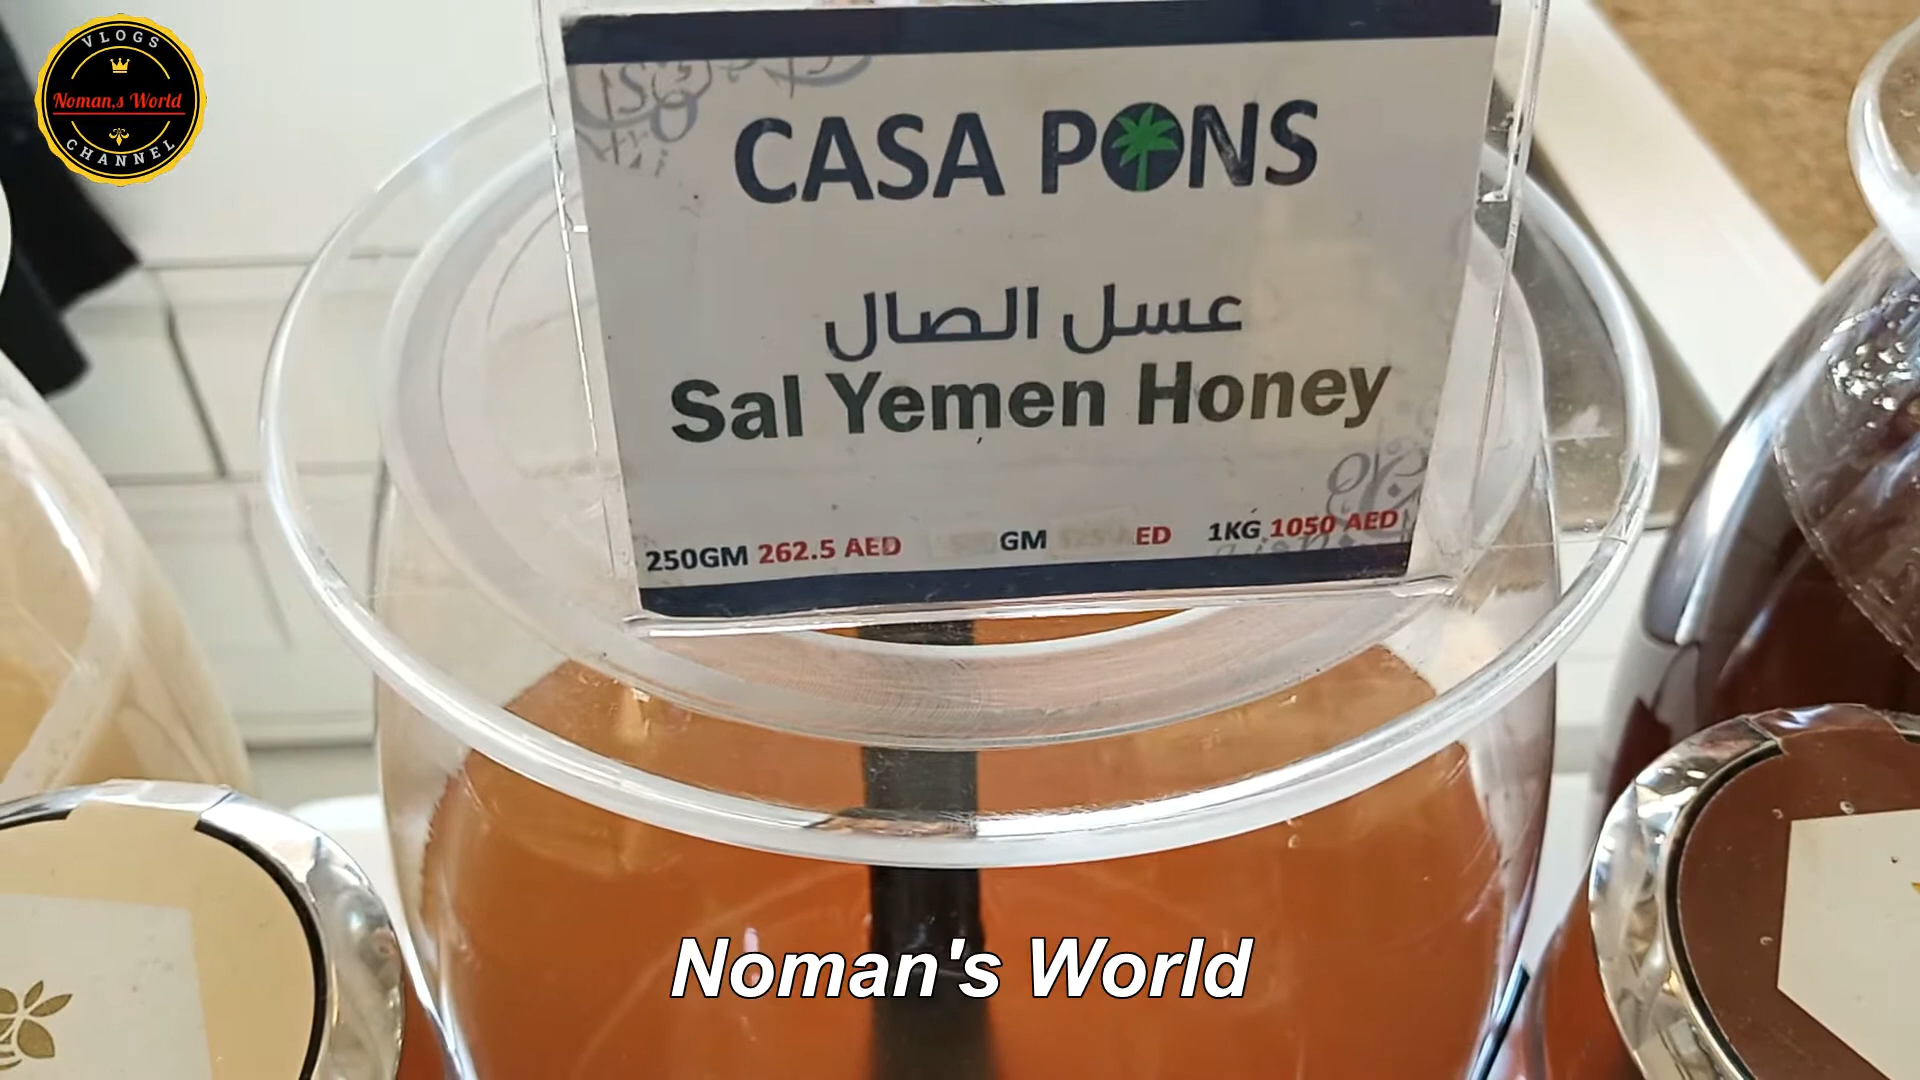 VLOGS
Noman,s World
CHANNEL
CASA PONS
عسل الصال
Sal Yemen Honey
250GM 262.5 AED GM ED 1KG 1050 AED
Noman's World